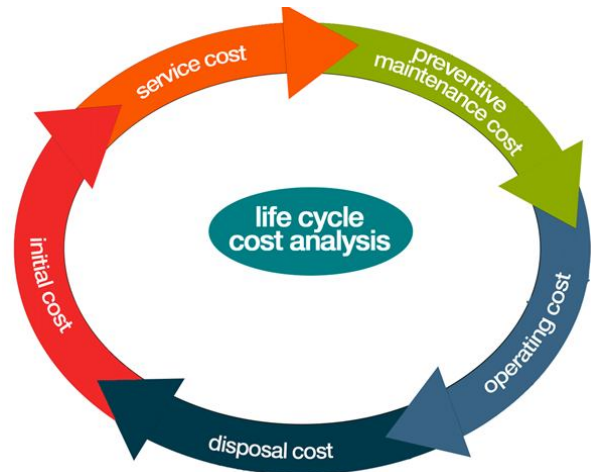 service cost
preventive
maintenance cost
life cycle
cost analysis
initial cost
operating cost
disposal cost